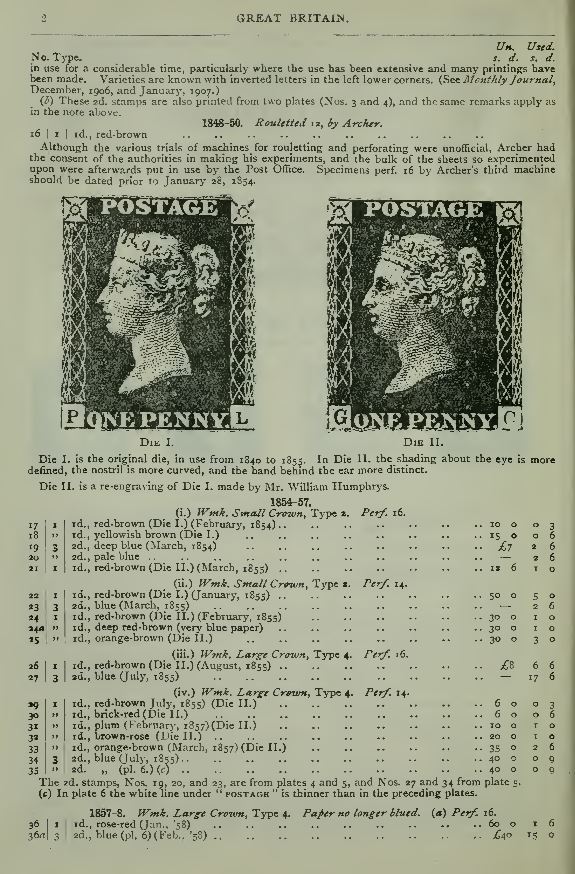 2 GREAT BRITAIN.
Un. Used.
No. Type. s. d. s. d.
in use for a considerable time, particularly where the use has been extensive and many printings have
been made. Varieties are known with inverted letters in the left lower corners. (See Monthly Journal,
December, 1906, and January, 1907.)
(b) These 2d. stamps are also printed from two plates (Nos. 3 and 4), and the same remarks apply as
in the note above.
1848-50. Rouletted 12, by Archer.
16 | 1 | 1d., red-brown .. .. .. .. .. .. .. .. ..
Although the various trials of machines for rouletting and perforating were unofficial, Archer had
the consent of the authorities in making his experiments, and the bulk of the sheets so experimented
upon were afterwards put in use by the Post Office. Specimens perf. 16 by Archer's third machine
should be dated prior to January 28, 1854.
POSTAGE
P ONE PENNY L
POSTAGE
G ONE PENNY C
DIE I. DIE II.
Die I. is the original die, in use from 1840 to 1855. In Die II. the shading about the eye is more
defined, the nostril is more curved, and the band behind the ear more distinct.
Die II. is a re-engraving of Die I. made by Mr. William Humphrys.
1854-57.
(i.) Wmk. Small Crown, Type 2. Perf. 16.
17 | 1 | 1d., red-brown (Die I.) (February, 1854) .. .. .. .. .. .. 10 0 0 3
18 | " | 1d., yellowish brown (Die I.) .. .. .. .. .. .. .. 15 0 0 6
19 | 3 | 2d., deep blue (March, 1854) .. .. .. .. .. .. .. £7 2 6
20 | " | 2d., pale blue .. .. .. .. .. .. .. .. — 2 6
21 | 1 | 1d., red-brown (Die II.) (March, 1855) .. .. .. .. .. .. 12 6 1 0
(ii.) Wmk. Small Crown, Type 2. Perf. 14.
22 | 1 | 1d., red-brown (Die I.) (January, 1855) .. .. .. .. .. .. 50 0 5 0
23 | 3 | 2d., blue (March, 1855) .. .. .. .. .. .. .. — 2 6
24 | 1 | 1d., red-brown (Die II.) (February, 1855) .. .. .. .. .. 30 0 1 0
24a | " | 1d., deep red-brown (very blue paper) .. .. .. .. .. .. 30 0 1 0
25 | " | 1d., orange-brown (Die II.) .. .. .. .. .. .. .. 30 0 3 0
(iii.) Wmk. Large Crown, Type 4. Perf. 16.
26 | 1 | 1d., red-brown (Die II.) (August, 1855) .. .. .. .. .. .. £8 6 6
27 | 3 | 2d., blue (July, 1855) .. .. .. .. .. .. .. — 17 6
(iv.) Wmk. Large Crown, Type 4. Perf. 14.
29 | 1 | 1d., red-brown July, 1855) (Die II.) .. .. .. .. .. .. 6 0 0 3
30 | " | 1d., brick-red (Die II.) .. .. .. .. .. .. .. 6 0 0 6
31 | " | 1d., plum (February, 1857) (Die II.) .. .. .. .. .. .. 10 0 1 0
32 | " | 1d., brown-rose (Die II.) .. .. .. .. .. .. .. 20 0 1 0
33 | " | 1d., orange-brown (March, 1857) (Die II.) .. .. .. .. .. 35 0 2 6
34 | 3 | 2d., blue (July, 1855) .. .. .. .. .. .. .. 40 0 0 9
35 | " | 2d. " (pl. 6.) (c) .. .. .. .. .. .. .. 40 0 0 9
The 2d. stamps, Nos. 19, 20, and 23, are from plates 4 and 5, and Nos. 27 and 34 from plate 5.
(c) In plate 6 the white line under "POSTAGE" is thinner than in the preceding plates.
1857-8. Wmk. Large Crown, Type 4. Paper no longer blued. (a) Perf. 16.
36 | 1 | 1d., rose-red (Jan., '58) .. .. .. .. .. .. .. 60 0 1 6
36a | 3 | 2d., blue (pl. 6) (Feb., '58) .. .. .. .. .. .. .. £40 15 0